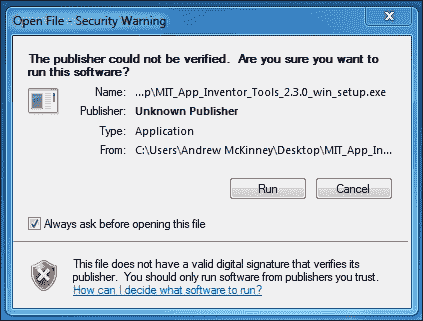 Open File - Security Warning
The publisher could not be verified. Are you sure you want to
run this software?
Name: ...p\MIT_App_Inventor_Tools_2.3.0_win_setup.exe
Publisher: Unknown Publisher
Type: Application
From: C:\Users\Andrew McKinney\Desktop\MIT_App_In...
Run Cancel
Always ask before opening this file
This file does not have a valid digital signature that verifies its
publisher. You should only run software from publishers you trust.
How can I decide what software to run?